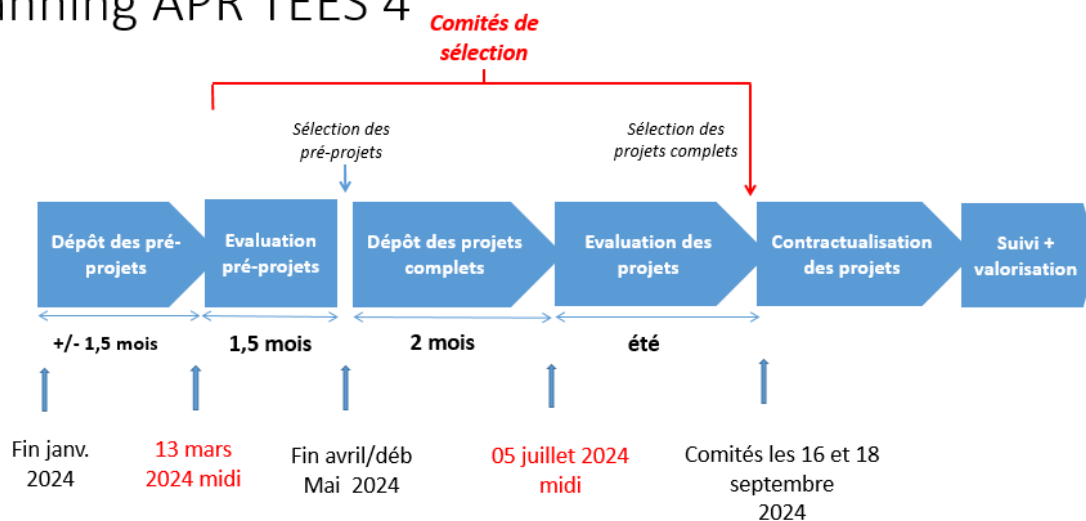 nning APR TEES 4
Comités de
sélection
Sélection des
pré-projets
Sélection des
projets complets
Dépôt des pré-
projets
Evaluation
pré-projets
Dépôt des projets
complets
Evaluation des
projets
Contractualisation
des projets
Suivi +
valorisation
+/- 1,5 mois
1,5 mois
2 mois
été
Fin janv.
2024
13 mars
2024 midi
Fin avril/déb
Mai 2024
05 juillet 2024
midi
Comités les 16 et 18
septembre
2024